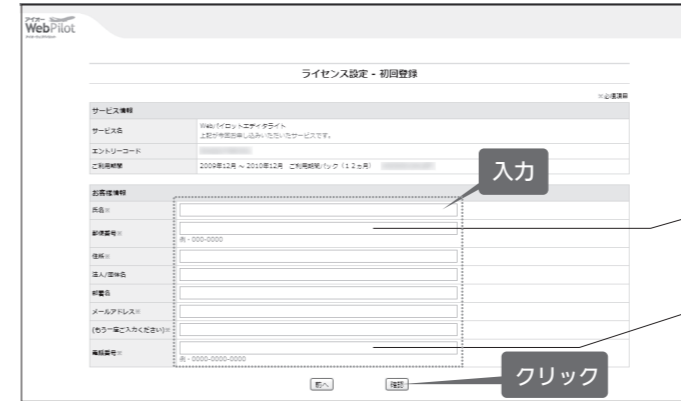 アイオー
WebPilot
ライセンス設定 - 初回登録
※必須項目
サービス情報
サービス名
Webパイロットエディタライト
上記が今回お申し込みいただいたサービスです。
エントリーコード
ご利用期間
2009年12月 ～ 2010年12月 ご利用期間パック（12ヵ月）
入力
お客様情報
氏名※
郵便番号※
例 - 000-0000
住所※
法人/団体名
部署名
メールアドレス※
(もう一度ご入力ください)※
電話番号※
例 - 0000-0000-0000
前へ
確認
クリック